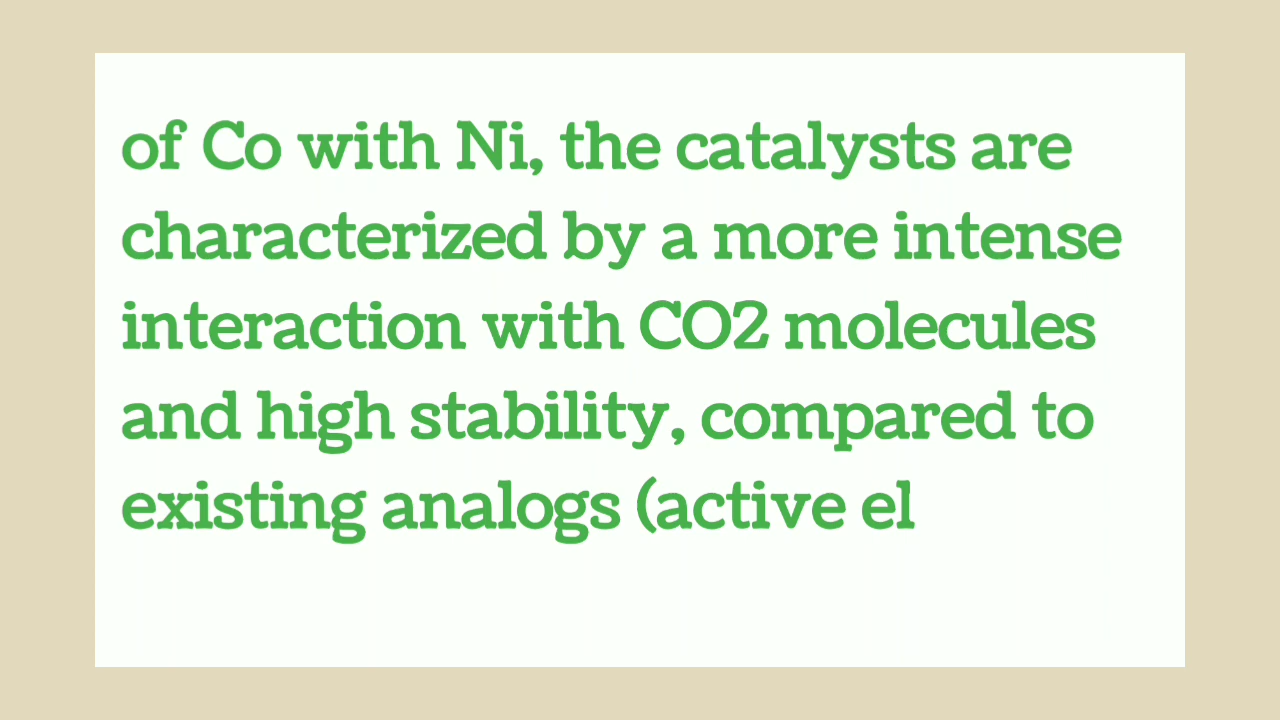 of Co with Ni, the catalysts are
characterized by a more intense
interaction with CO2 molecules
and high stability, compared to
existing analogs (active el